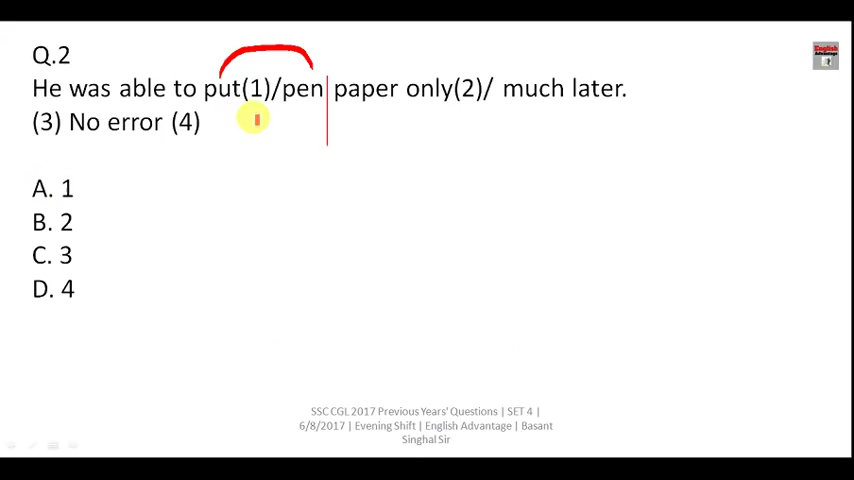 Q.2
English
Advantage
He was able to put(1)/pen paper only(2)/ much later.
(3) No error (4)
A. 1
B. 2
C. 3
D. 4
SSC CGL 2017 Previous Years' Questions | SET 4 |
6/8/2017 | Evening Shift | English Advantage | Basant
Singhal Sir